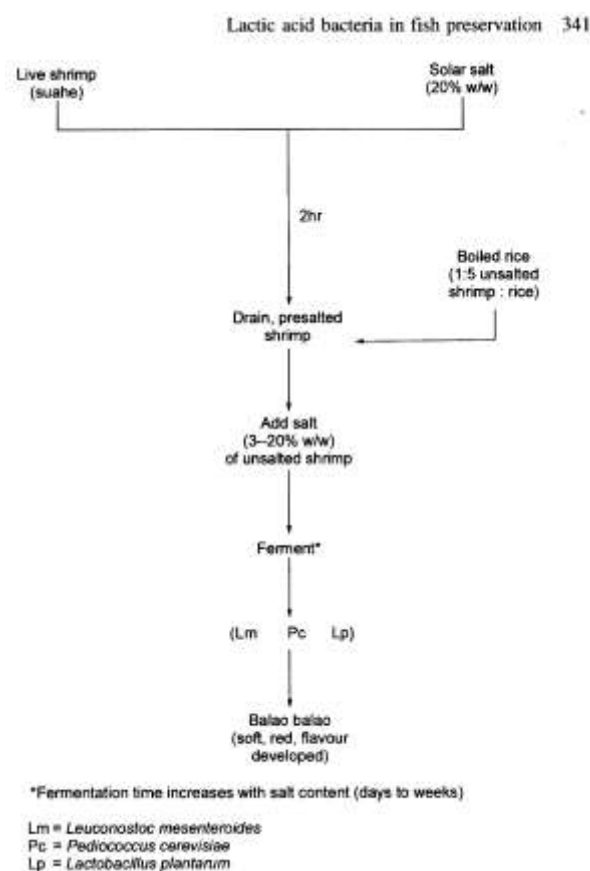 Lactic acid bacteria in fish preservation 341
Live shrimp
(suahe)
Solar salt
(20% w/w)
2hr
Boiled rice
(1:5 unsalted
shrimp : rice)
Drain, presalted
shrimp
Add salt
(3–20% w/w)
of unsalted shrimp
Ferment*
(Lm Pc Lp)
Balao balao
(soft, red, flavour
developed)
*Fermentation time increases with salt content (days to weeks)
Lm = Leuconostoc mesenteroides
Pc = Pediococcus cerevisiae
Lp = Lactobacillus plantarum